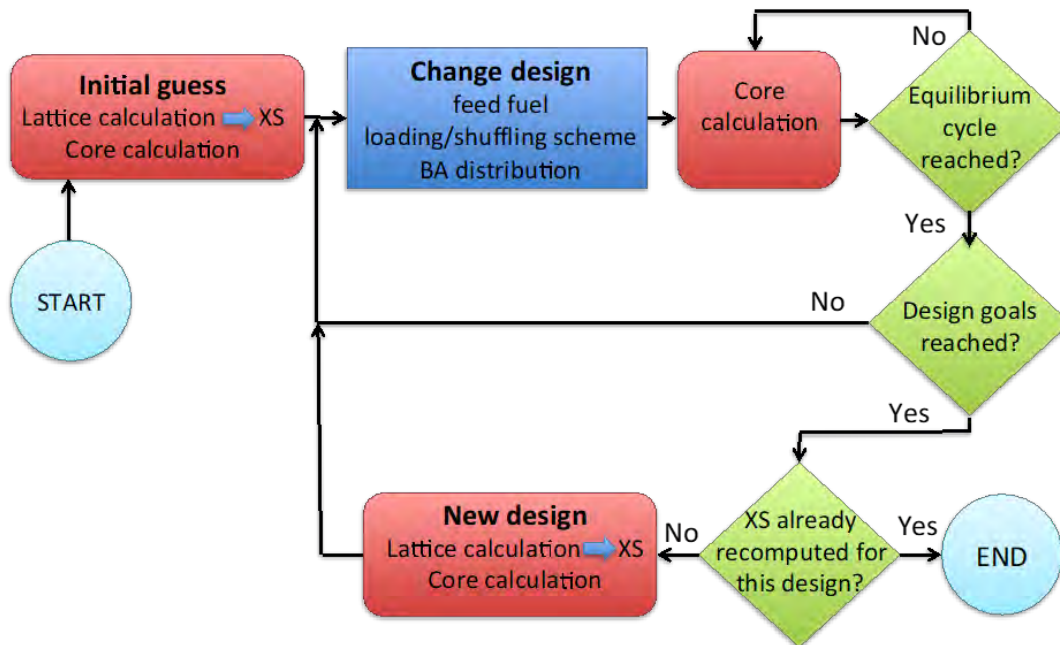 START
Initial guess
Lattice calculation XS
Core calculation
Change design
feed fuel
loading/shuffling scheme
BA distribution
Core
calculation
No
Equilibrium
cycle
reached?
Yes
Design goals
reached?
No
Yes
XS already
recomputed for
this design?
Yes
END
No
New design
Lattice calculation XS
Core calculation